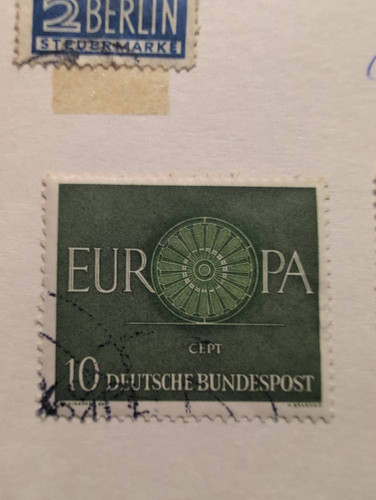 2 BERLIN
STEUERMARKE
EUROPA
CEPT
10 DEUTSCHE BUNDESPOST